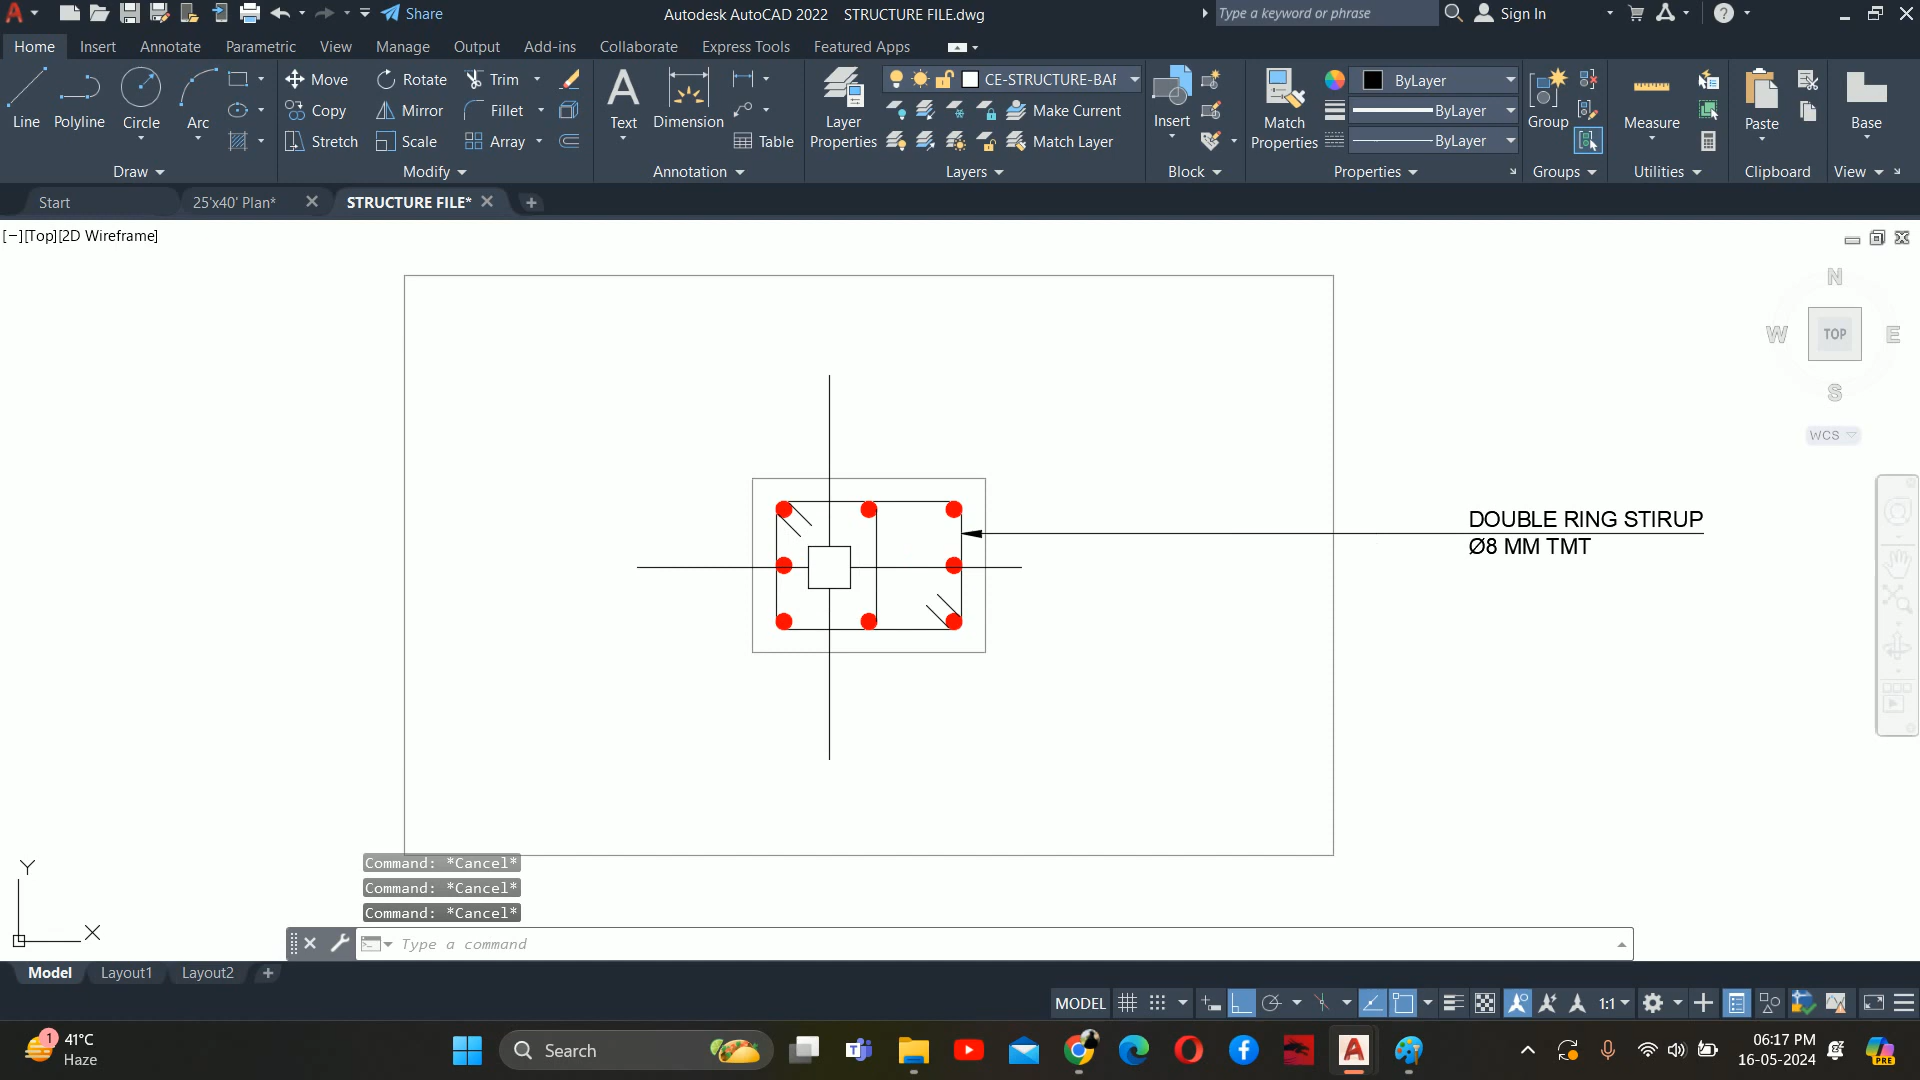 Share
Autodesk AutoCAD 2022 STRUCTURE FILE.dwg
Type a keyword or phrase
Sign In
Home Insert Annotate Parametric View Manage Output Add-ins Collaborate Express Tools Featured Apps
Line Polyline Circle Arc
Move Rotate Trim
Copy Mirror Fillet
Stretch Scale Array
Text Dimension Table
Layer Properties
CE-STRUCTURE-BAR
Make Current
Match Layer
Insert
Match Properties
ByLayer
ByLayer
ByLayer
Group
Measure
Paste
Base
Draw Modify Annotation Layers Block Properties Groups Utilities Clipboard View
Start 25'x40' Plan* STRUCTURE FILE*
[−][Top][2D Wireframe]
N
W TOP E
S
WCS
DOUBLE RING STIRUP
Ø8 MM TMT
Y
X
Command: *Cancel*
Command: *Cancel*
Command: *Cancel*
Type a command
Model Layout1 Layout2
MODEL 1:1
1
41°C
Haze
Search
PRE
06:17 PM
16-05-2024